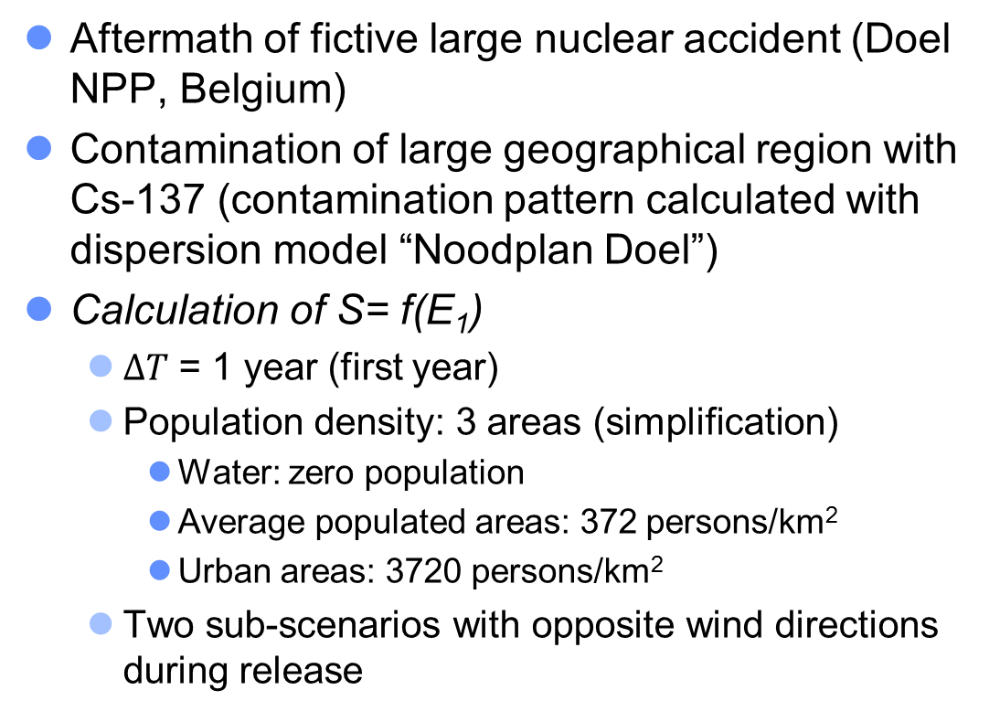 Aftermath of fictive large nuclear accident (Doel
NPP, Belgium)
Contamination of large geographical region with
Cs-137 (contamination pattern calculated with
dispersion model “Noodplan Doel”)
Calculation of S= f(E₁)
Δ𝑇 = 1 year (first year)
Population density: 3 areas (simplification)
Water: zero population
Average populated areas: 372 persons/km²
Urban areas: 3720 persons/km²
Two sub-scenarios with opposite wind directions
during release